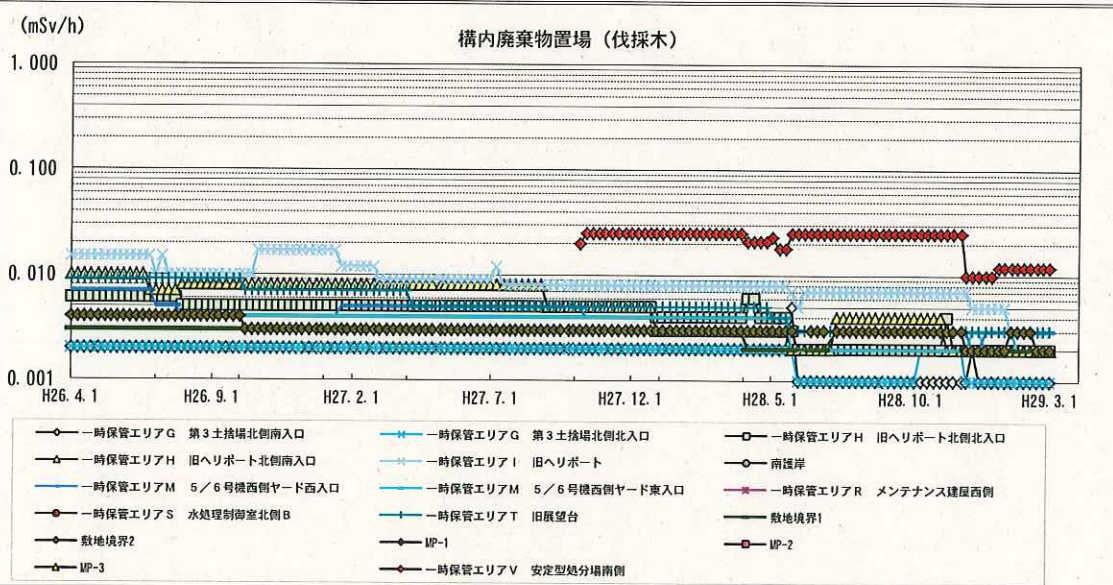 (mSv/h)
構内廃棄物置場（伐採木）
1.000
0.100
0.010
0.001
H26.4.1 H26.9.1 H27.2.1 H27.7.1 H27.12.1 H28.5.1 H28.10.1 H29.3.1
一時保管エリアG 第3土捨場北側南入口 一時保管エリアG 第3土捨場北側北入口 一時保管エリアH 旧ヘリポート北側北入口
一時保管エリアH 旧ヘリポート北側南入口 一時保管エリアI 旧ヘリポート 南護岸
一時保管エリアM 5／6号機西側ヤード西入口 一時保管エリアM 5／6号機西側ヤード東入口 一時保管エリアR メンテナンス建屋西側
一時保管エリアS 水処理制御室北側B 一時保管エリアT 旧展望台 敷地境界1
敷地境界2 MP-1 MP-2
MP-3 一時保管エリアV 安定型処分場南側